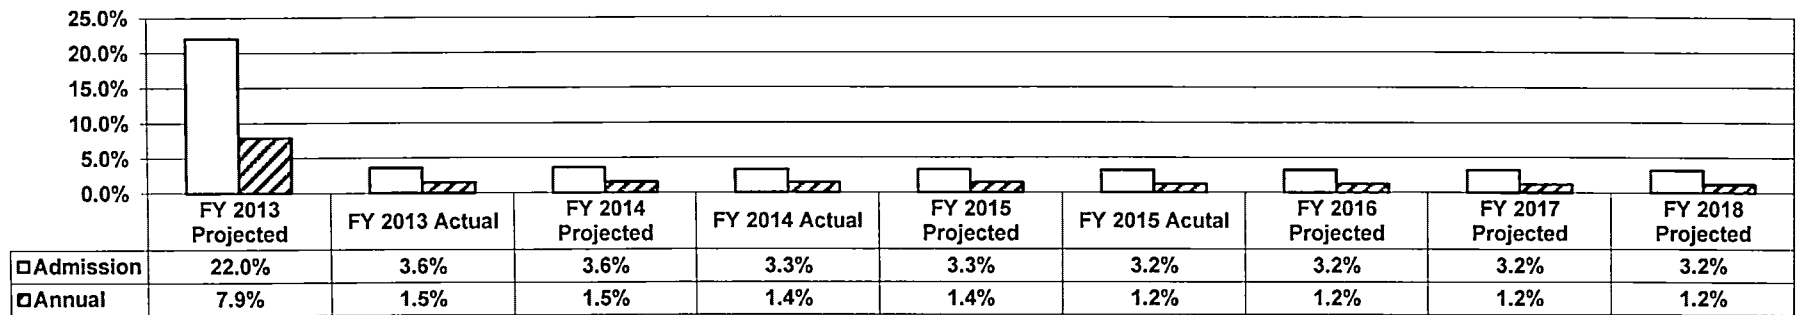 25.0%
20.0%
15.0%
10.0%
5.0%
0.0%
FY 2013 Projected FY 2013 Actual FY 2014 Projected FY 2014 Actual FY 2015 Projected FY 2015 Acutal FY 2016 Projected FY 2017 Projected FY 2018 Projected
Admission 22.0% 3.6% 3.6% 3.3% 3.3% 3.2% 3.2% 3.2% 3.2%
Annual 7.9% 1.5% 1.5% 1.4% 1.4% 1.2% 1.2% 1.2% 1.2%